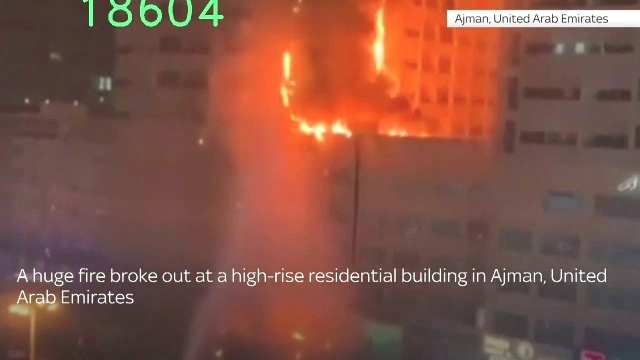 18604
Ajman, United Arab Emirates
A huge fire broke out at a high-rise residential building in Ajman, United
Arab Emirates